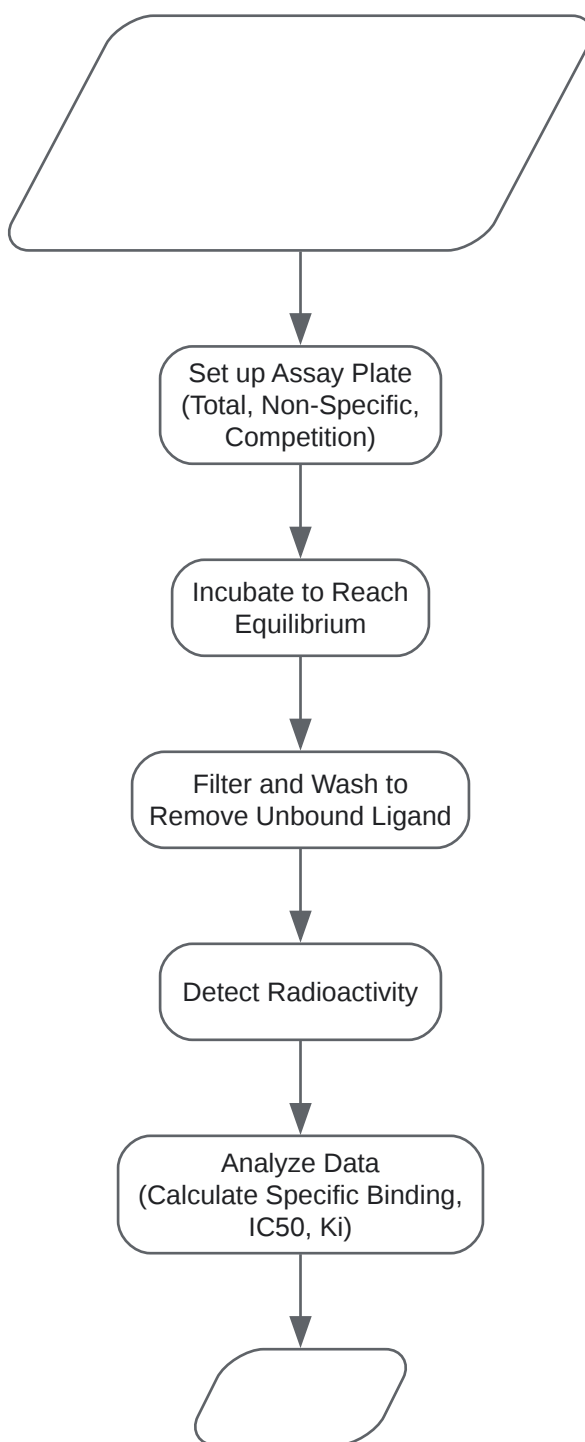 Set up Assay Plate
(Total, Non-Specific,
Competition)
Incubate to Reach
Equilibrium
Filter and Wash to
Remove Unbound Ligand
Detect Radioactivity
Analyze Data
(Calculate Specific Binding,
IC50, Ki)